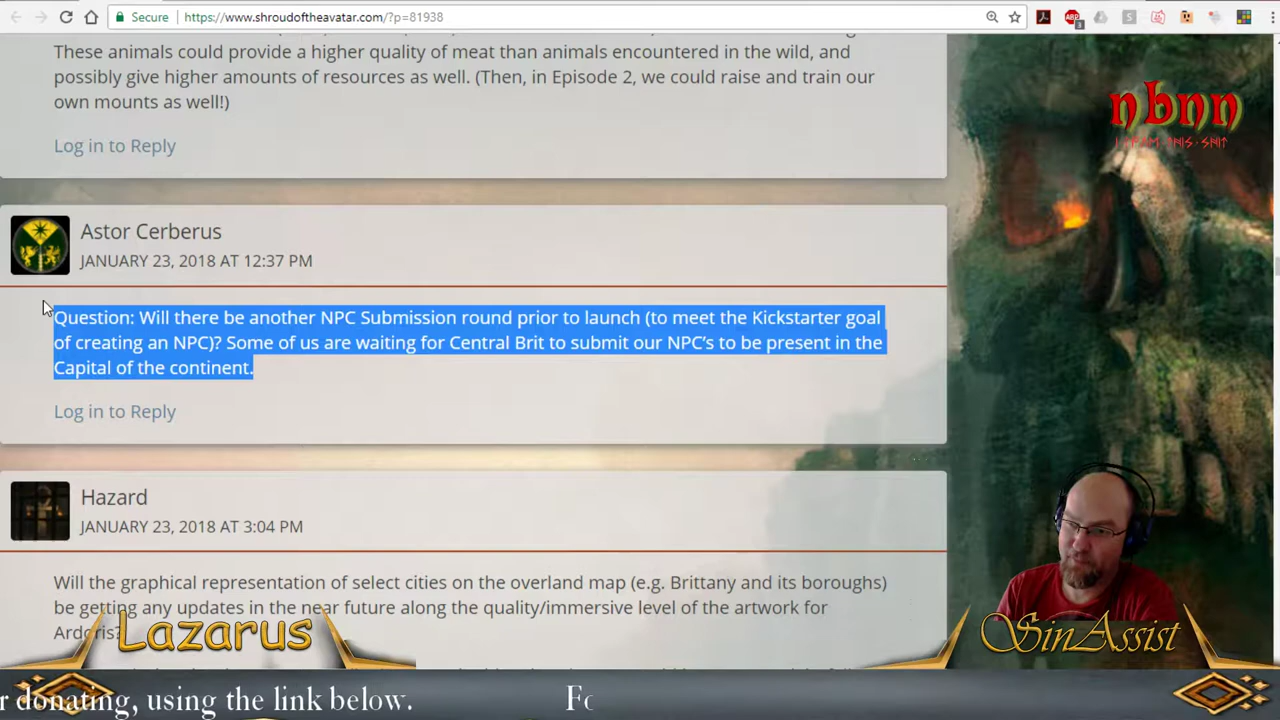 Secure
https://www.shroudoftheavatar.com/?p=81938
nbnn
These animals could provide a higher quality of meat than animals encountered in the wild, and
possibly give higher amounts of resources as well. (Then, in Episode 2, we could raise and train our
own mounts as well!)
Log in to Reply
Astor Cerberus
JANUARY 23, 2018 AT 12:37 PM
Question: Will there be another NPC Submission round prior to launch (to meet the Kickstarter goal
of creating an NPC)? Some of us are waiting for Central Brit to submit our NPC’s to be present in the
Capital of the continent.
Log in to Reply
Hazard
JANUARY 23, 2018 AT 3:04 PM
Will the graphical representation of select cities on the overland map (e.g. Brittany and its boroughs)
be getting any updates in the near future along the quality/immersive level of the artwork for
Ardoris?
Lazarus
SinAssist
r donating, using the link below.
Fo